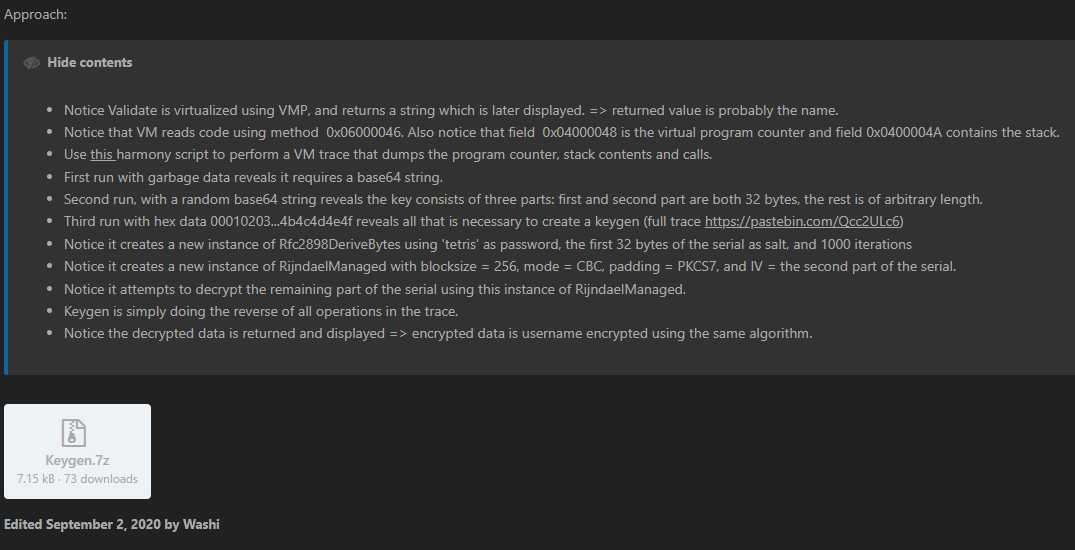 Approach:
Hide contents
• Notice Validate is virtualized using VMP, and returns a string which is later displayed. => returned value is probably the name.
• Notice that VM reads code using method 0x06000046. Also notice that field 0x04000048 is the virtual program counter and field 0x0400004A contains the stack.
• Use this harmony script to perform a VM trace that dumps the program counter, stack contents and calls.
• First run with garbage data reveals it requires a base64 string.
• Second run, with a random base64 string reveals the key consists of three parts: first and second part are both 32 bytes, the rest is of arbitrary length.
• Third run with hex data 00010203...4b4c4d4e4f reveals all that is necessary to create a keygen (full trace https://pastebin.com/Qcc2ULc6)
• Notice it creates a new instance of Rfc2898DeriveBytes using 'tetris' as password, the first 32 bytes of the serial as salt, and 1000 iterations
• Notice it creates a new instance of RijndaelManaged with blocksize = 256, mode = CBC, padding = PKCS7, and IV = the second part of the serial.
• Notice it attempts to decrypt the remaining part of the serial using this instance of RijndaelManaged.
• Keygen is simply doing the reverse of all operations in the trace.
• Notice the decrypted data is returned and displayed => encrypted data is username encrypted using the same algorithm.
Keygen.7z
7.15 kB · 73 downloads
Edited September 2, 2020 by Washi